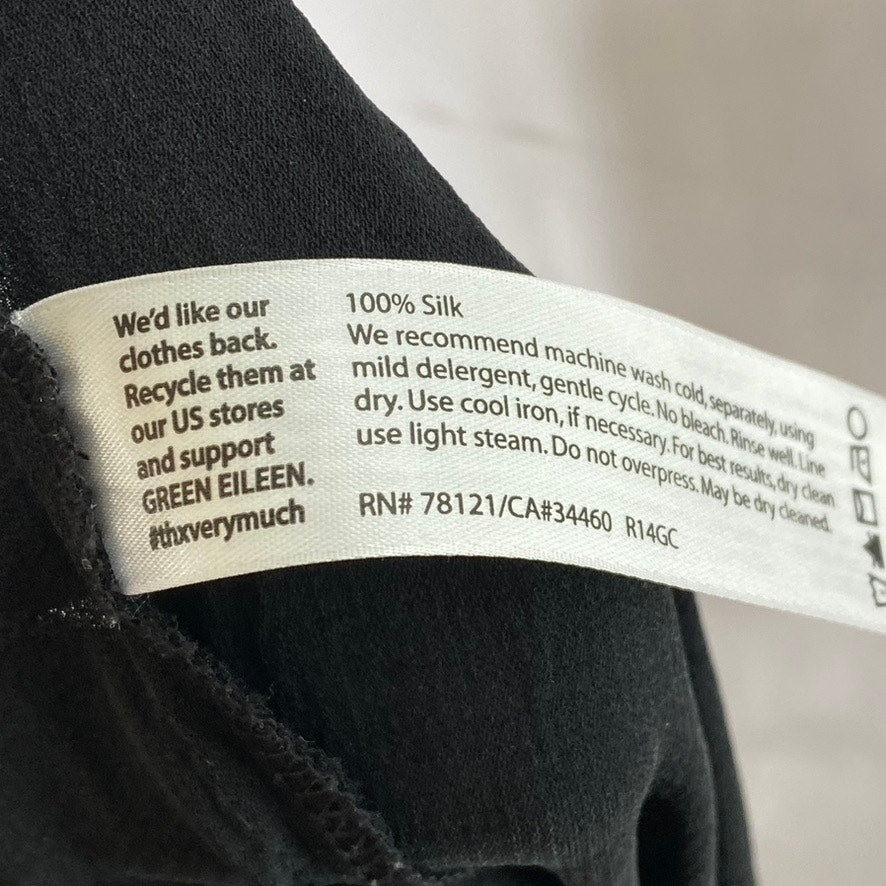 We'd like our
clothes back.
Recycle them at
our US stores
and support
GREEN EILEEN.
#thxverymuch
100% Silk
We recommend machine wash cold, separately, using
mild delergent, gentle cycle. No bleach. Rinse well. Line
dry. Use cool iron, if necessary. For best results, dry clean
use light steam. Do not overpress. May be dry cleaned.
RN# 78121/CA#34460 R14GC